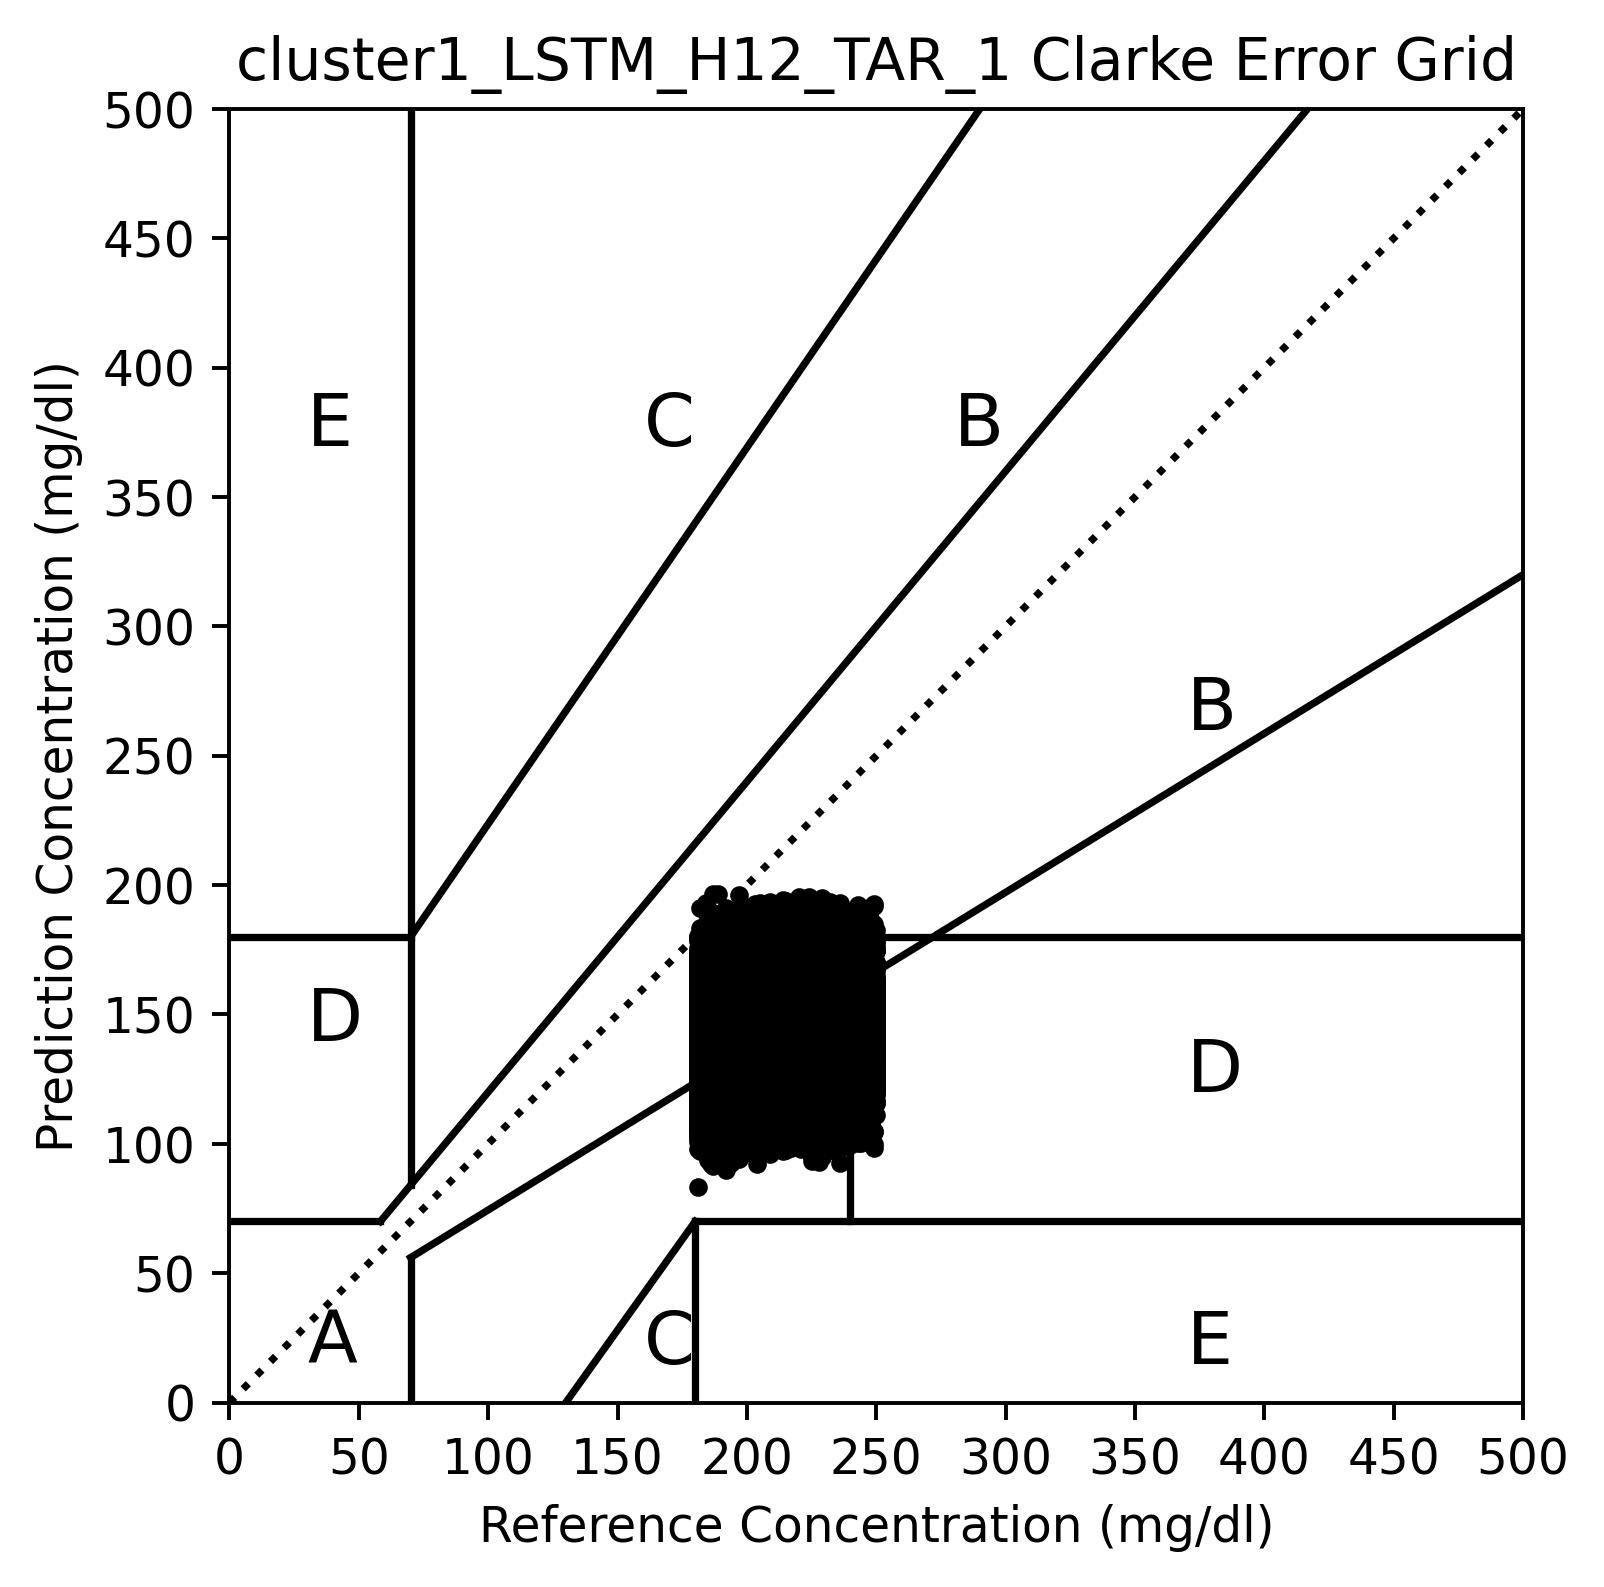 cluster1_LSTM_H12_TAR_1 Clarke Error Grid
Prediction Concentration (mg/dl)
500
450
400
350
300
250
200
150
100
50
0
E
C
B
B
D
D
A
C
E
0 50 100 150 200 250 300 350 400 450 500
Reference Concentration (mg/dl)